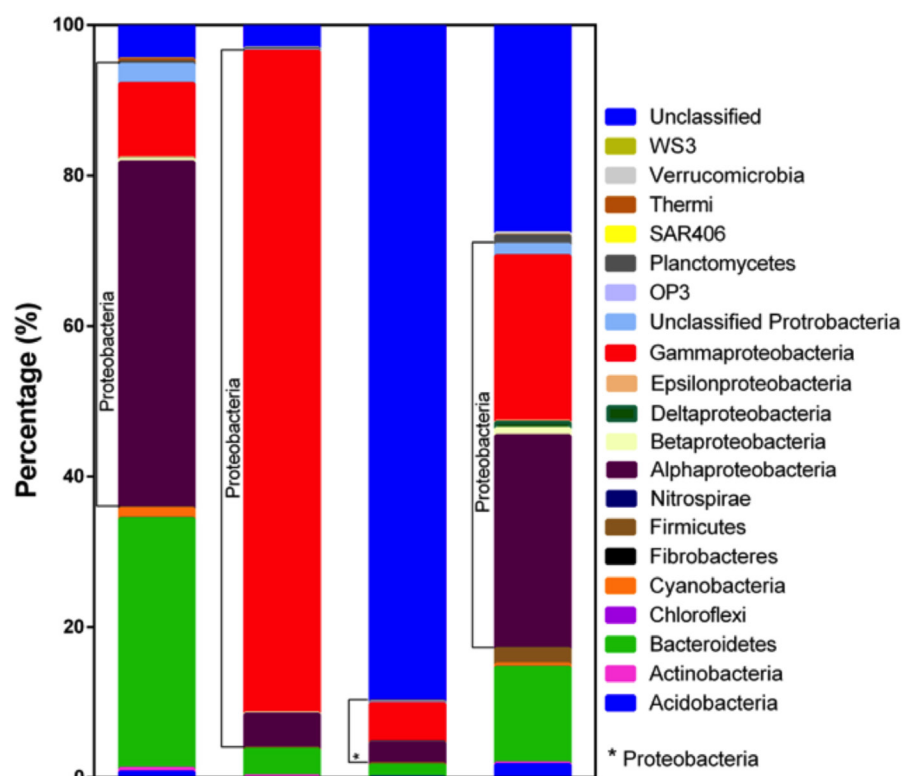 100
80
60
40
20
0
Percentage (%)
Proteobacteria
Proteobacteria
*
Proteobacteria
Unclassified
WS3
Verrucomicrobia
Thermi
SAR406
Planctomycetes
OP3
Unclassified Protrobacteria
Gammaproteobacteria
Epsilonproteobacteria
Deltaproteobacteria
Betaproteobacteria
Alphaproteobacteria
Nitrospirae
Firmicutes
Fibrobacteres
Cyanobacteria
Chloroflexi
Bacteroidetes
Actinobacteria
Acidobacteria
* Proteobacteria